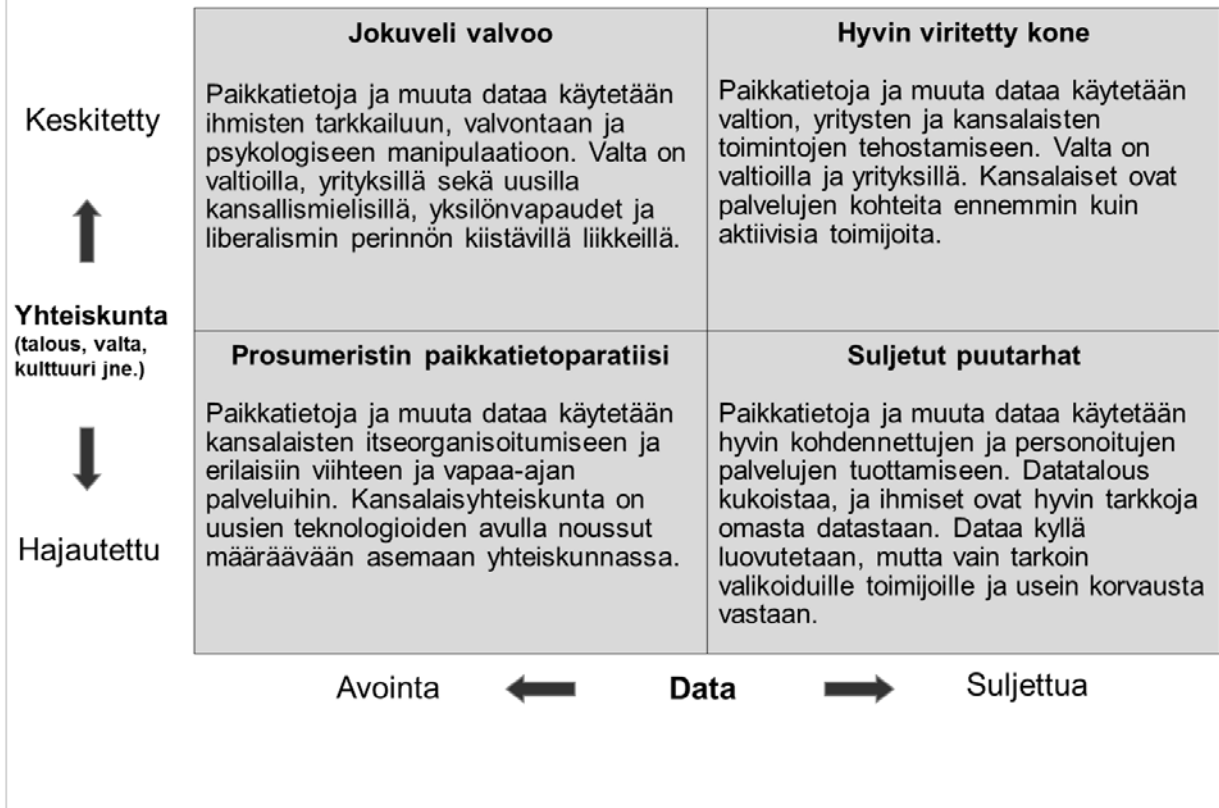 Jokuveli valvoo
Paikkatietoja ja muuta dataa käytetään
ihmisten tarkkailuun, valvontaan ja
psykologiseen manipulaatioon. Valta on
valtioilla, yrityksillä sekä uusilla
kansallismielisillä, yksilönvapaudet ja
liberalismin perinnön kiistävillä liikkeillä.
Hyvin viritetty kone
Paikkatietoja ja muuta dataa käytetään
valtion, yritysten ja kansalaisten
toimintojen tehostamiseen. Valta on
valtioilla ja yrityksillä. Kansalaiset ovat
palvelujen kohteita ennemmin kuin
aktiivisia toimijoita.
Keskitetty
Yhteiskunta
(talous, valta,
kulttuuri jne.)
Hajautettu
Prosumeristin paikkatietoparatiisi
Paikkatietoja ja muuta dataa käytetään
kansalaisten itseorganisoitumiseen ja
erilaisiin viihteen ja vapaa-ajan
palveluihin. Kansalaisyhteiskunta on
uusien teknologioiden avulla noussut
määräävään asemaan yhteiskunnassa.
Suljetut puutarhat
Paikkatietoja ja muuta dataa käytetään
hyvin kohdennettujen ja personoitujen
palvelujen tuottamiseen. Datatalous
kukoistaa, ja ihmiset ovat hyvin tarkkoja
omasta datastaan. Dataa kyllä
luovutetaan, mutta vain tarkoin
valikoiduille toimijoille ja usein korvausta
vastaan.
Avointa
Data
Suljettua